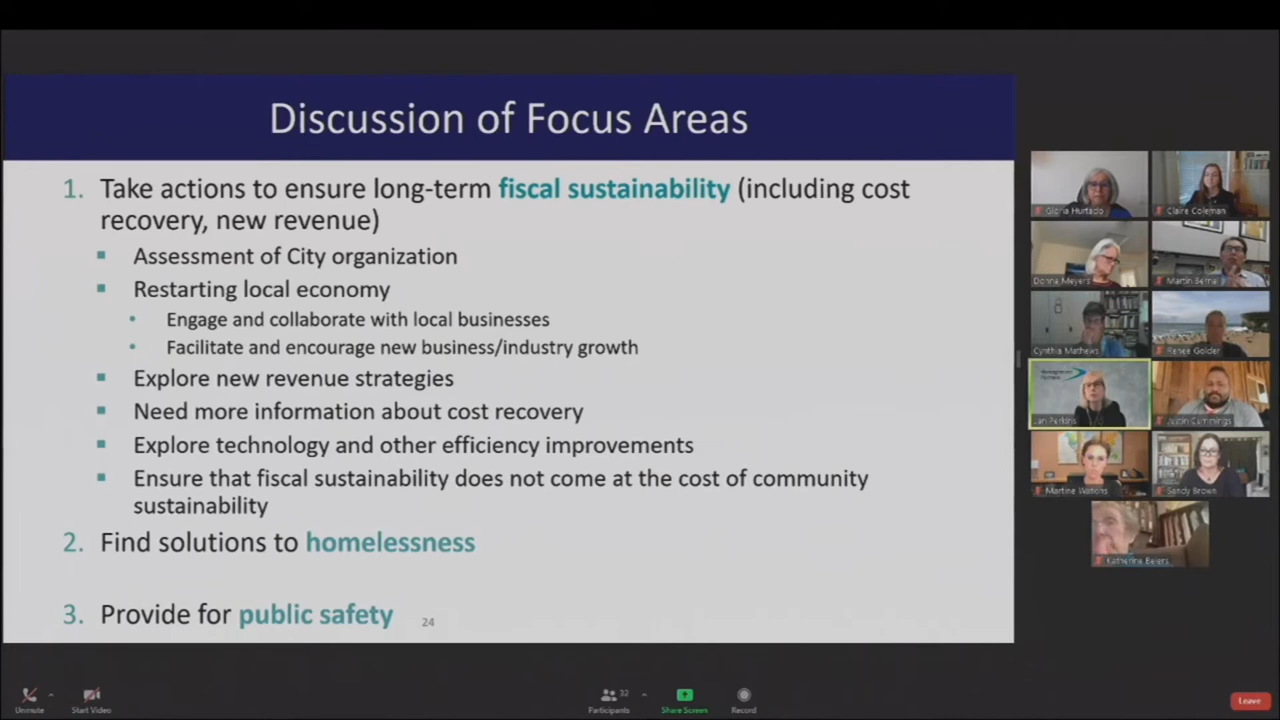 Discussion of Focus Areas
1. Take actions to ensure long-term fiscal sustainability (including cost
recovery, new revenue)
Assessment of City organization
Restarting local economy
Engage and collaborate with local businesses
Facilitate and encourage new business/industry growth
Explore new revenue strategies
Need more information about cost recovery
Explore technology and other efficiency improvements
Ensure that fiscal sustainability does not come at the cost of community
sustainability
2. Find solutions to homelessness
3. Provide for public safety
24
Gloria Hurtado
Claire Coleman
Donna Meyers
Martin Bernal
Cynthia Mathews
Renee Golder
Management
Partners
Jan Perkins
Justin Cummings
Martine Watkins
Sandy Brown
Katherine Beiers
Unmute
Start Video
32
Participants
Share Screen
Record
Leave